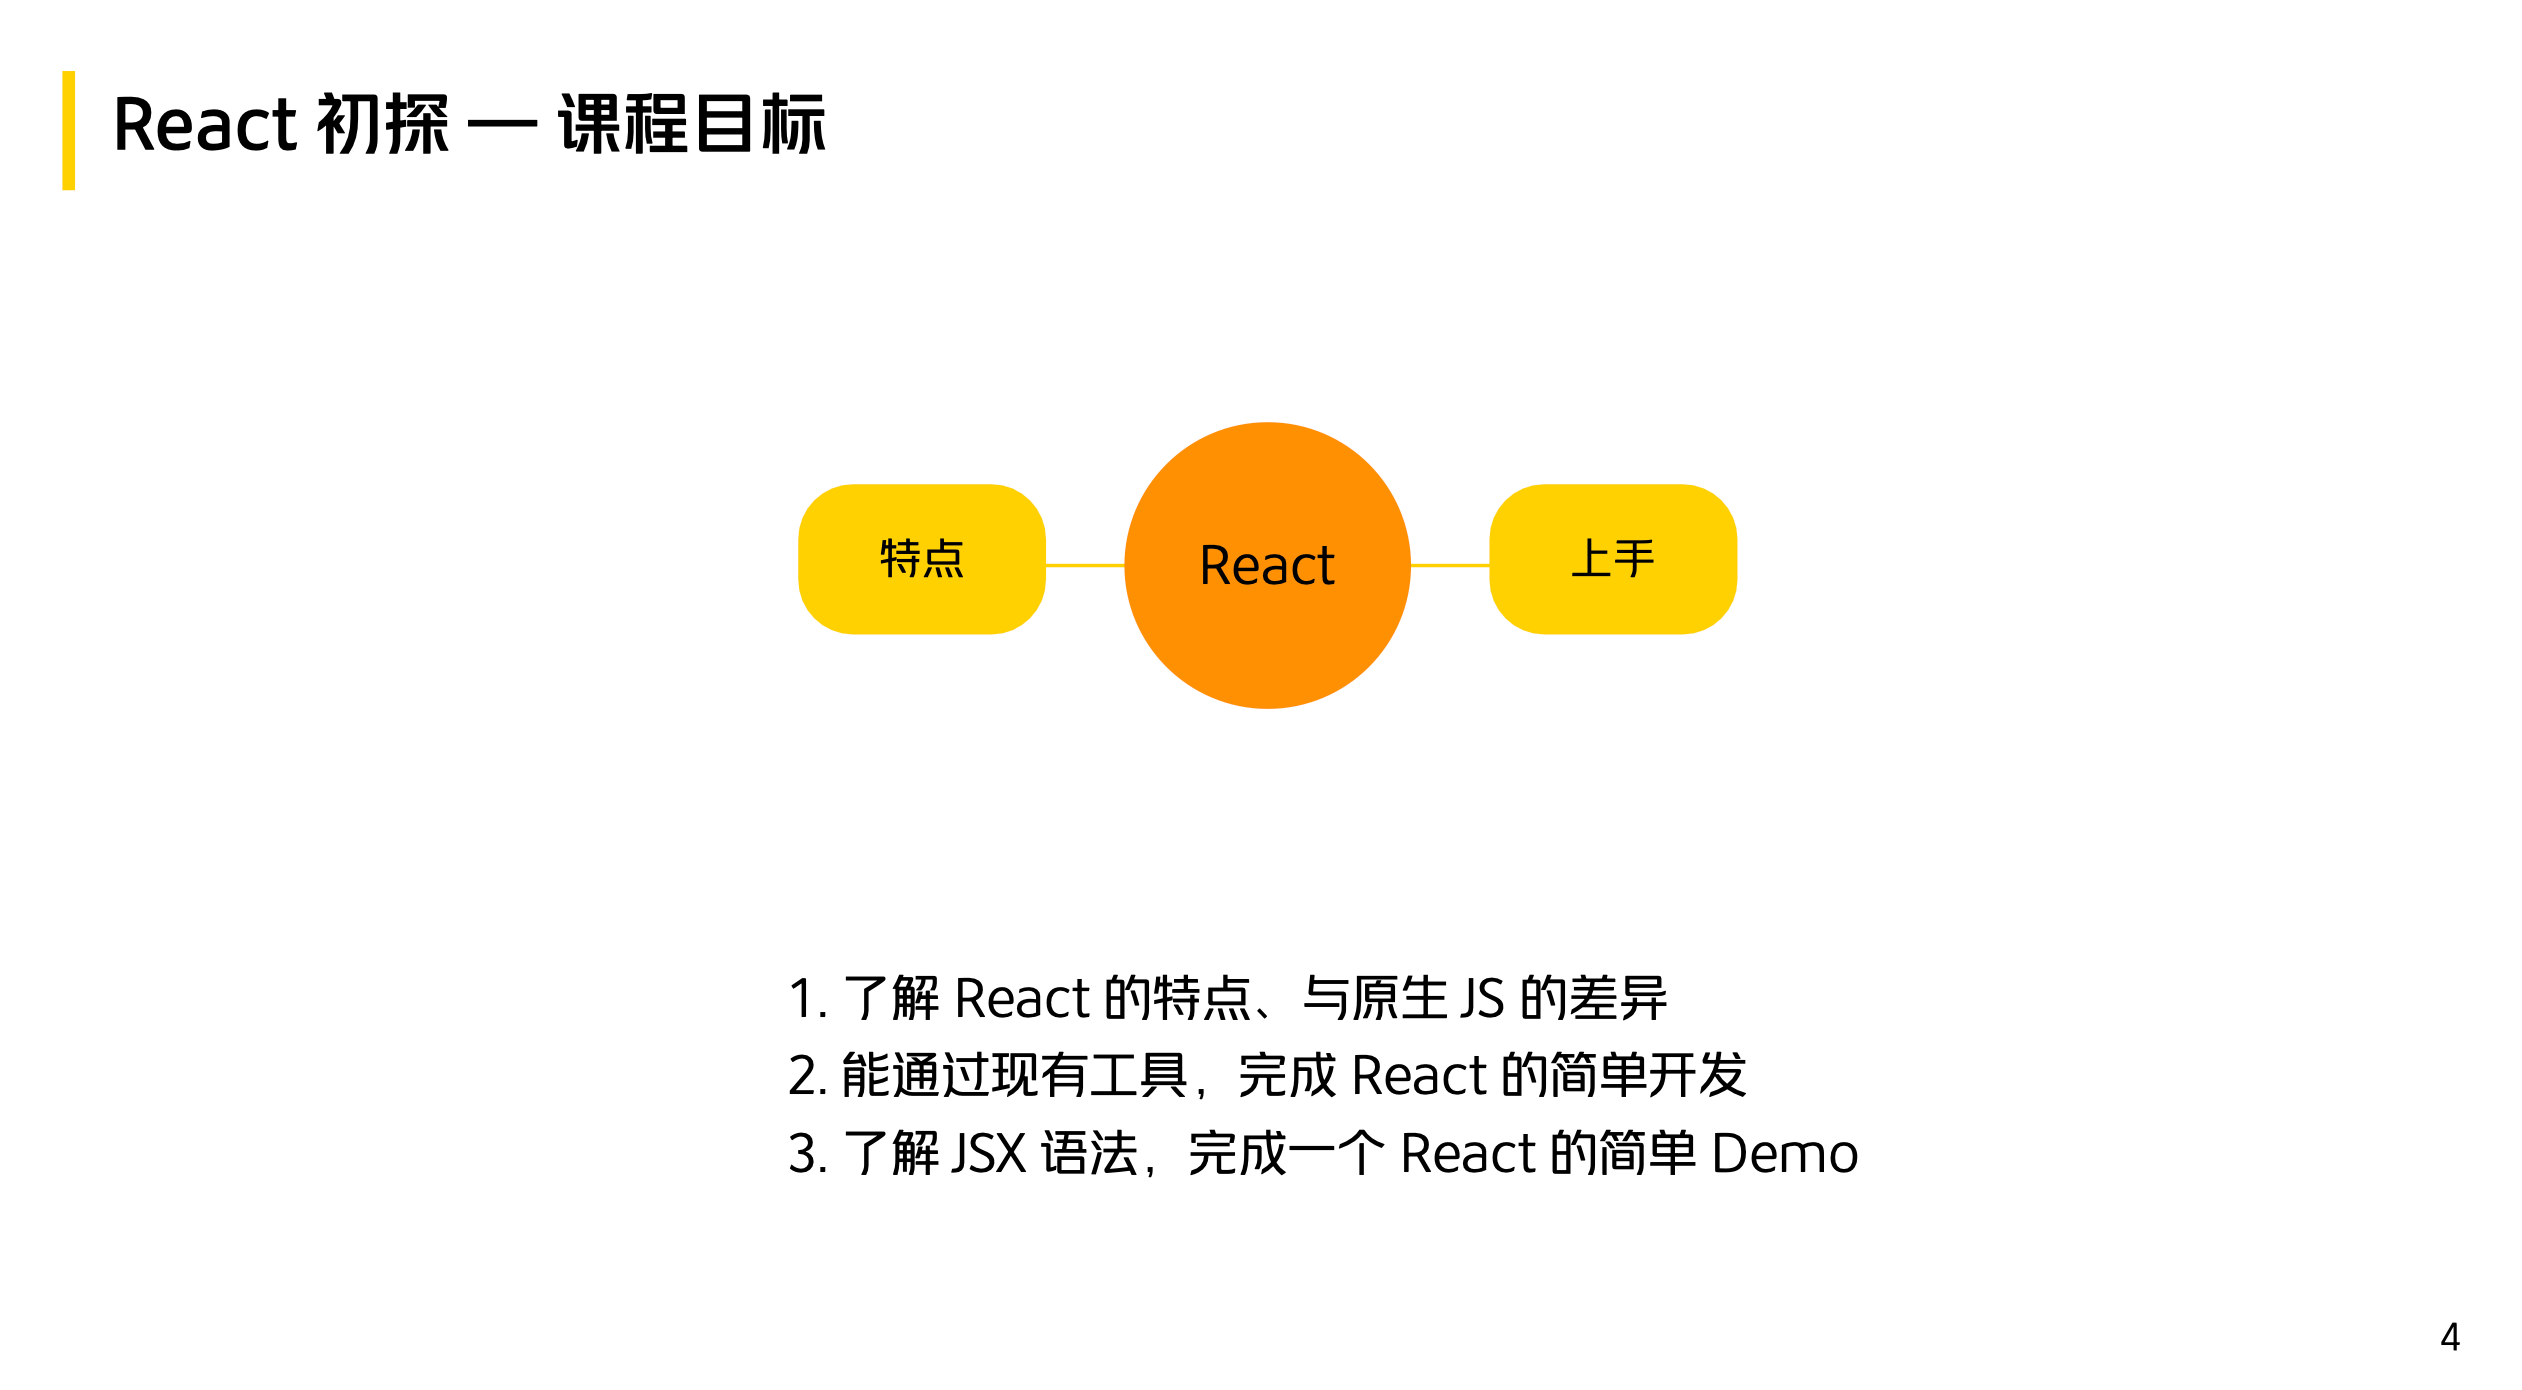 React 初探 — 课程目标
特点
React
上手
1. 了解 React 的特点、与原生 JS 的差异
2. 能通过现有工具，完成 React 的简单开发
3. 了解 JSX 语法，完成一个 React 的简单 Demo
4